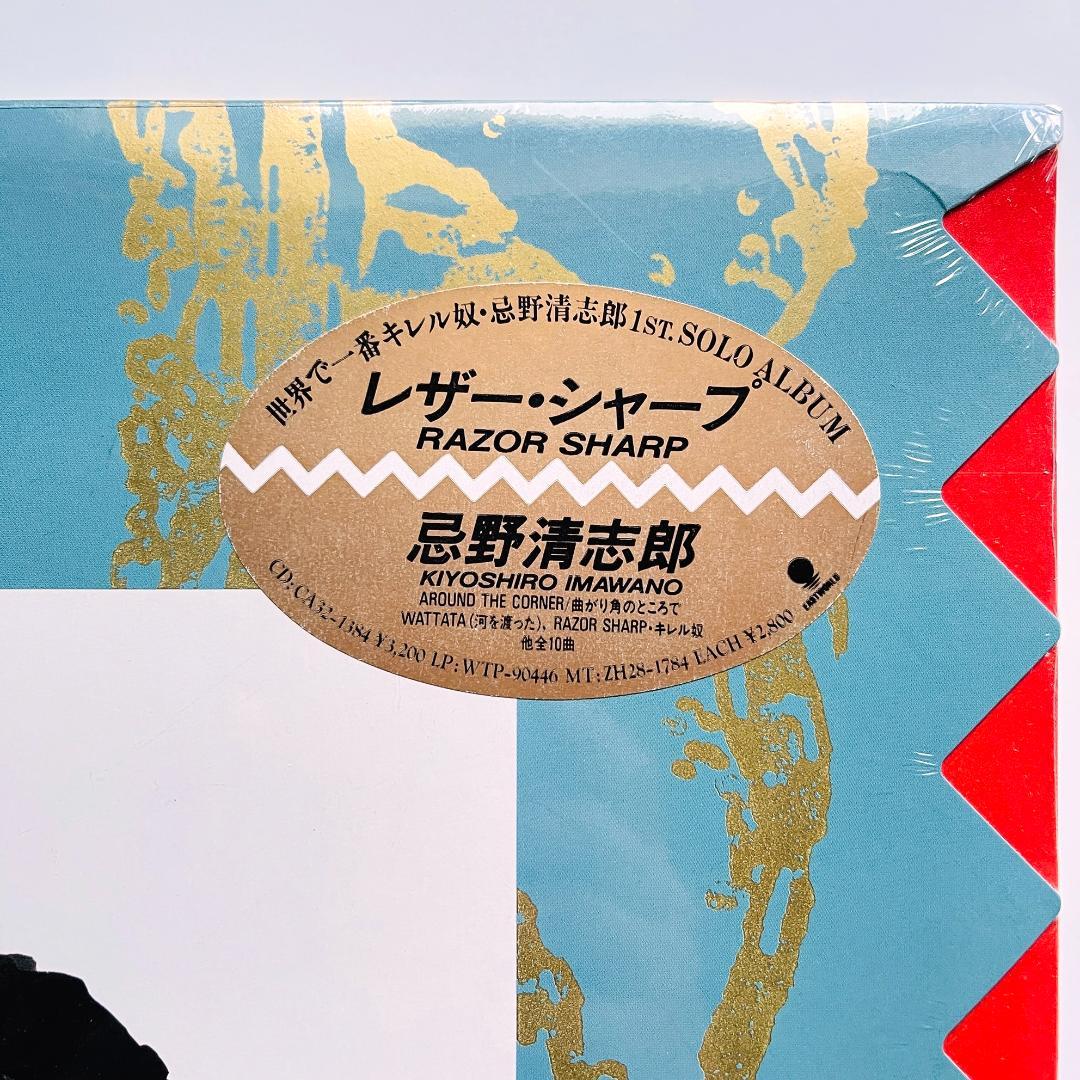 世界で一番キレル奴・忌野清志郎1ST. SOLO ALBUM
レザー・シャープ
RAZOR SHARP
忌野清志郎
KIYOSHIRO IMAWANO
AROUND THE CORNER/曲がり角のところで
WATTATA(河を渡った), RAZOR SHARP・キレル奴
他全10曲
EASTWORLD
CD:CA32-1384 ¥3,200 LP:WTP-90446 MT:ZH28-1784 EACH ¥2,800